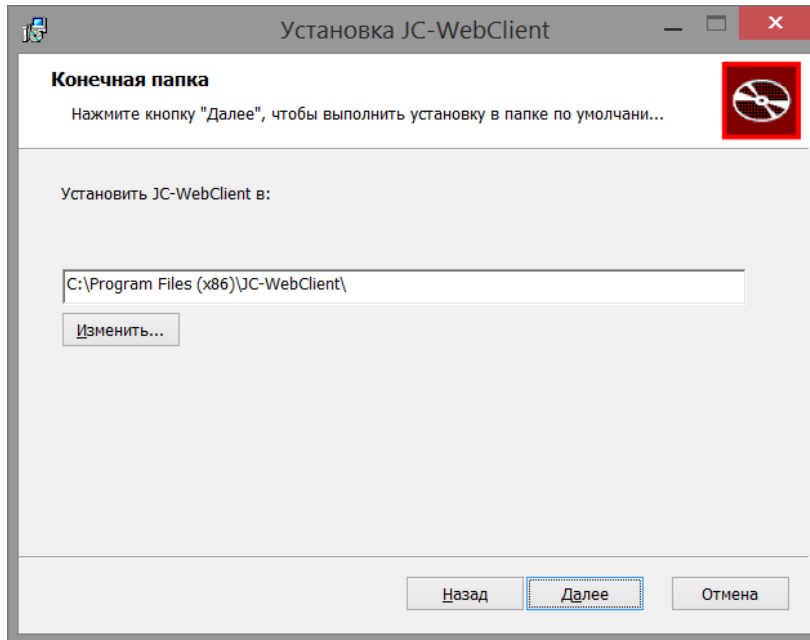 Установка JC-WebClient
Конечная папка
Нажмите кнопку "Далее", чтобы выполнить установку в папке по умолчани...
Установить JC-WebClient в:
C:\Program Files (x86)\JC-WebClient\
Изменить...
Назад
Далее
Отмена